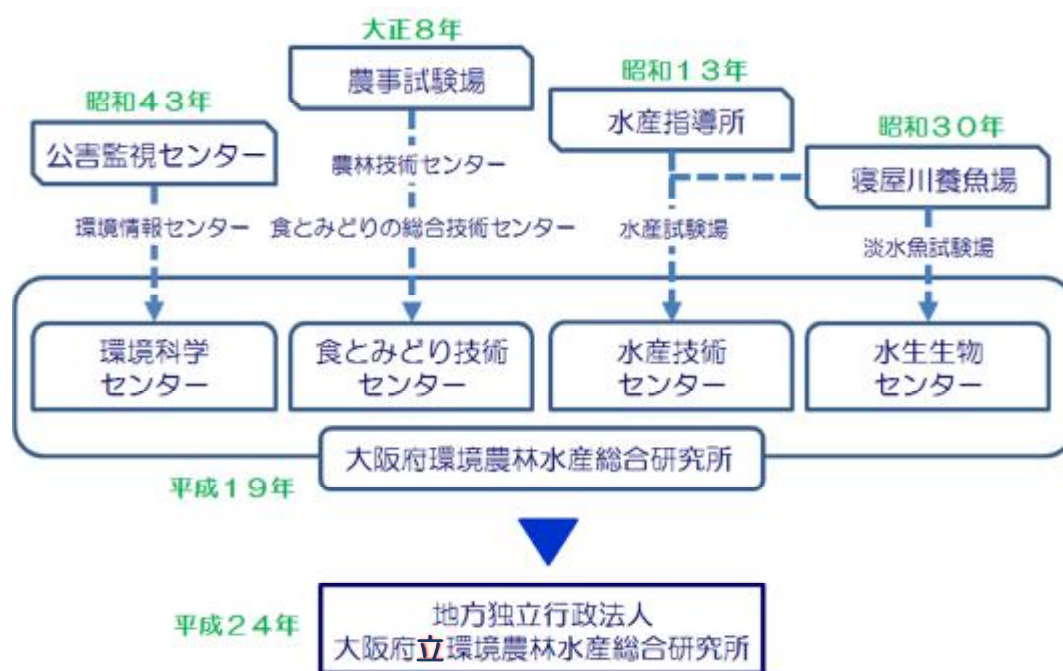 大正8年
農事試験場
昭和13年
水産指導所
昭和43年
公害監視センター
昭和30年
寝屋川養魚場
農林技術センター
環境情報センター
食とみどりの総合技術センター
水産試験場
淡水魚試験場
環境科学
センター
食とみどり技術
センター
水産技術
センター
水生生物
センター
大阪府環境農林水産総合研究所
平成19年
平成24年
地方独立行政法人
大阪府立環境農林水産総合研究所